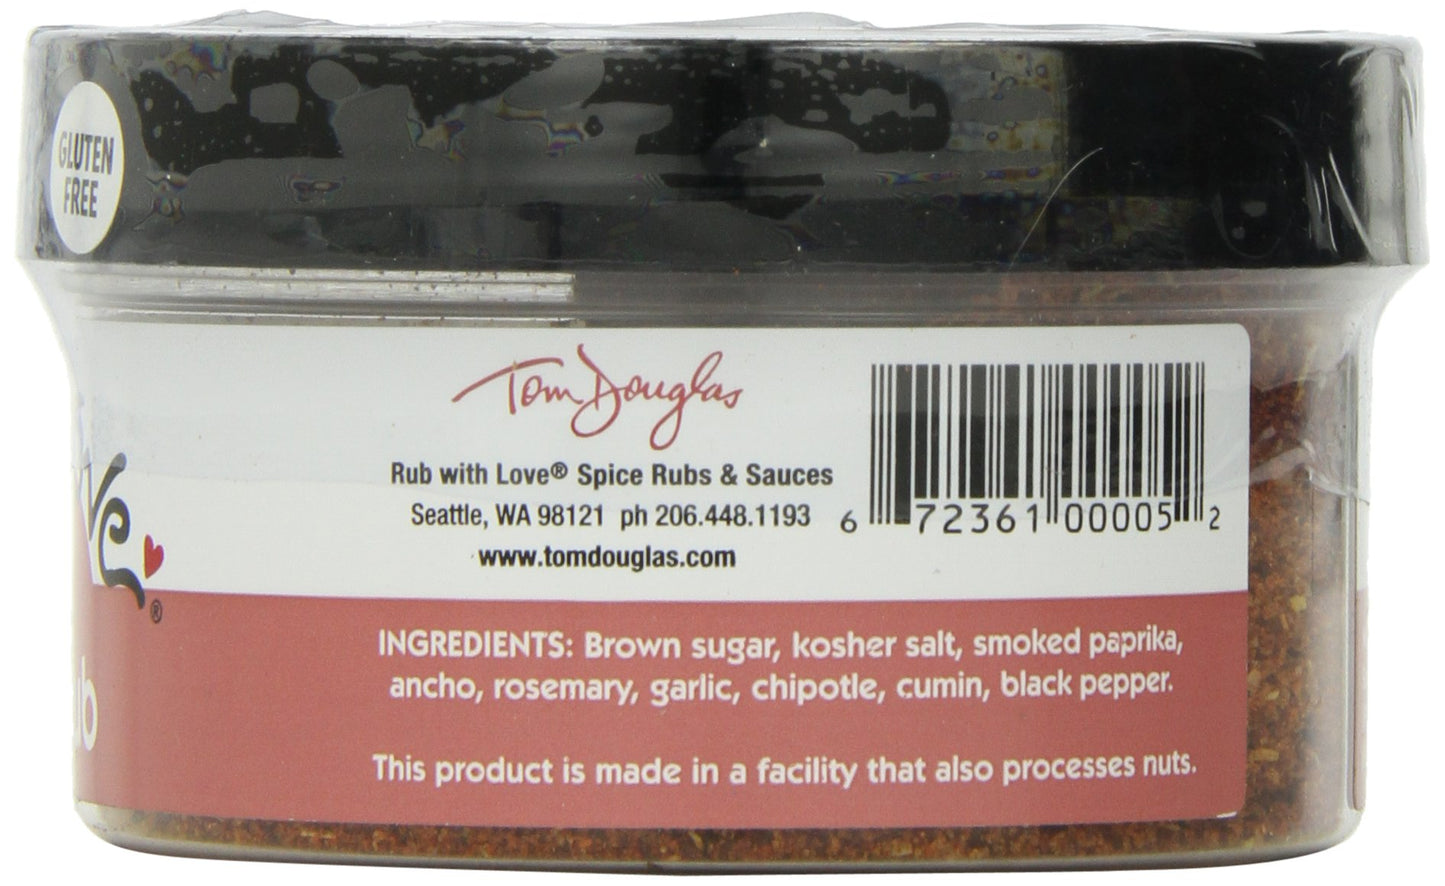 GLUTEN
FREE
Tom Douglas
Rub with Love® Spice Rubs & Sauces
Seattle, WA 98121 ph 206.448.1193
www.tomdouglas.com
6 72361 00005 2
®
INGREDIENTS: Brown sugar, kosher salt, smoked paprika,
ancho, rosemary, garlic, chipotle, cumin, black pepper.
This product is made in a facility that also processes nuts.